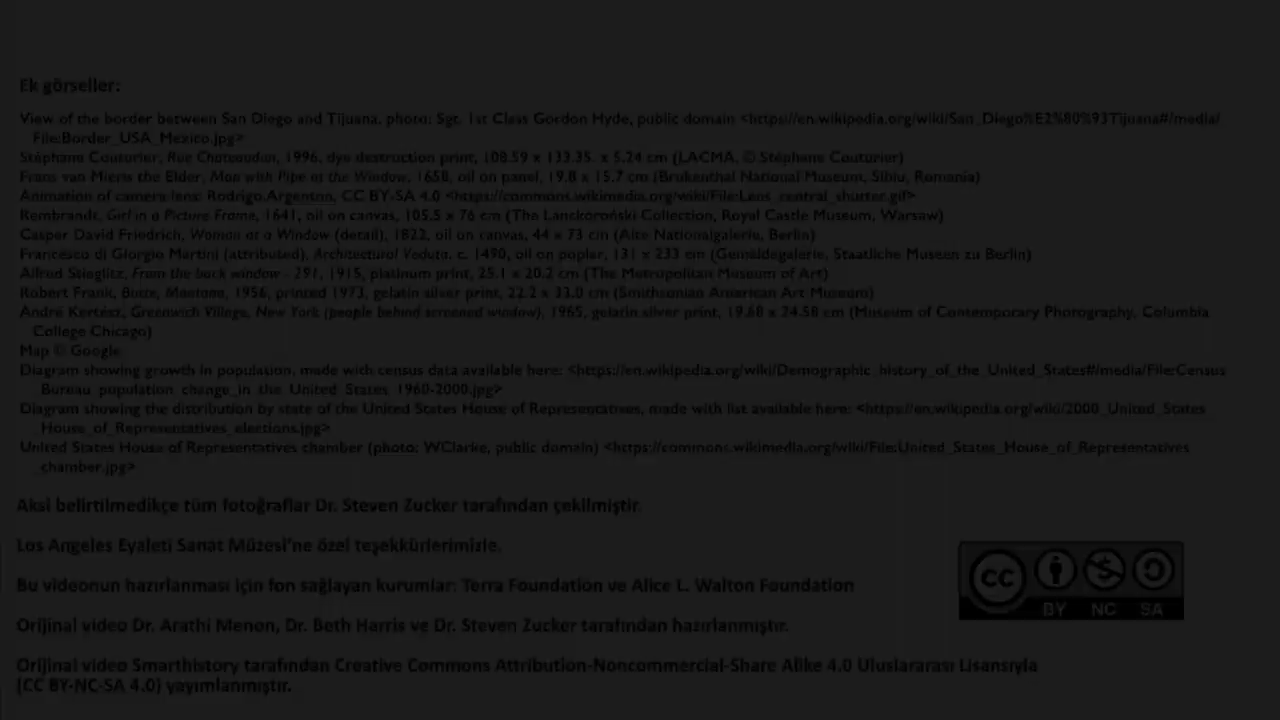 Ek görseller:
View of the border between San Diego and Tijuana, photo: Sgt. 1st Class Gordon Hyde, public domain <https//en.wikipedia.org/wiki/San_Diego%E2%80%93Tijuana#/media/
File:Border_USA_Mexico.jpg>
Stéphane Couturier, Rue Chateaudun, 1996, dye destruction print, 108.59 x 133.35. x 5.24 cm (LACMA, © Stéphane Couturier)
Frans van Mieris the Elder, Man with Pipe at the Window, 1658, oil on panel, 19.8 x 15.7 cm (Brukenthal National Museum, Sibiu, Romania)
Animation of camera lens: Rodrigo.Argenton, CC BY-SA 4.0 <https://commons.wikimedia.org/wiki/File:Lens_central_shutter.gif>
Rembrandt, Girl in a Picture Frame, 1641, oil on canvas, 105.5 x 76 cm (The Lanckoroński Collection, Royal Castle Museum, Warsaw)
Caspar David Friedrich, Woman at a Window (detail), 1822, oil on canvas, 44 x 73 cm (Alte Nationalgalerie, Berlin)
Francesco di Giorgio Martini (attributed), Architectural Veduta, c. 1490, oil on poplar, 131 x 233 cm (Gemäldegalerie, Staatliche Museen zu Berlin)
Alfred Stieglitz, From the back window - 291, 1915, platinum print, 25.1 x 20.2 cm (The Metropolitan Museum of Art)
Robert Frank, Butte, Montana, 1956, printed 1973, gelatin silver print, 22.2 x 33.0 cm (Smithsonian American Art Museum)
André Kertész, Greenwich Village, New York (people behind screened window), 1965, gelatin silver print, 19.68 x 24.58 cm (Museum of Contemporary Photography, Columbia
College Chicago)
Map © Google
Diagram showing growth in population, made with census data available here: <https://en.wikipedia.org/wiki/Demographic_history_of_the_United_States#/media/File:Census
_Bureau_population_change_in_the_United_States_1960-2000.jpg>
Diagram showing the distribution by state of the United States House of Representatives, made with list available here: <https://en.wikipedia.org/wiki/2000_United_States
_House_of_Representatives_elections.jpg>
United States House of Representatives chamber (photo: WClarke, public domain) <https://commons.wikimedia.org/wiki/File:United_States_House_of_Representatives
_chamber.jpg>
Aksi belirtilmedikçe tüm fotoğraflar Dr. Steven Zucker tarafından çekilmiştir.
Los Angeles Eyaleti Sanat Müzesi'ne özel teşekkürlerimizle.
Bu videonun hazırlanması için fon sağlayan kurumlar: Terra Foundation ve Alice L. Walton Foundation
Orijinal video Dr. Arathi Menon, Dr. Beth Harris ve Dr. Steven Zucker tarafından hazırlanmıştır.
Orijinal video Smarthistory tarafından Creative Commons Attribution-Noncommercial-Share Alike 4.0 Uluslararası Lisansıyla
(CC BY-NC-SA 4.0) yayımlanmıştır.
cc BY NC SA